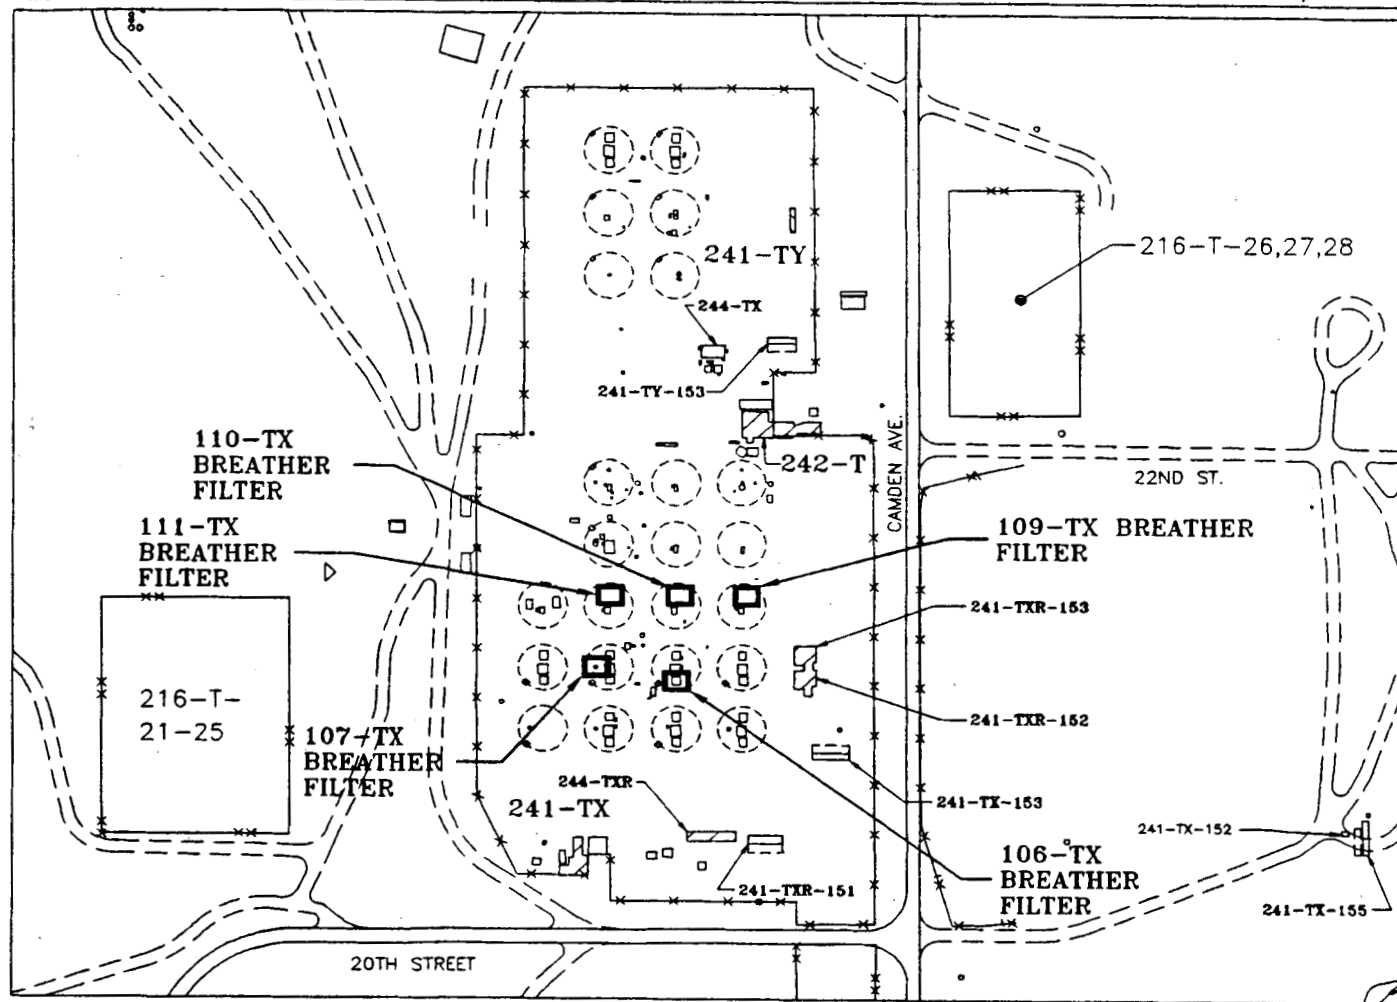 216-T-26,27,28
241-TY
244-TX
241-TY-153
110-TX
BREATHER
FILTER
242-T
CAMDEN AVE.
22ND ST.
111-TX
BREATHER
FILTER
109-TX BREATHER
FILTER
241-TXR-153
216-T-
21-25
241-TXR-152
107-TX
BREATHER
FILTER
244-TXR
241-TX
241-TX-153
241-TX-152
106-TX
BREATHER
FILTER
241-TXR-151
241-TX-155
20TH STREET